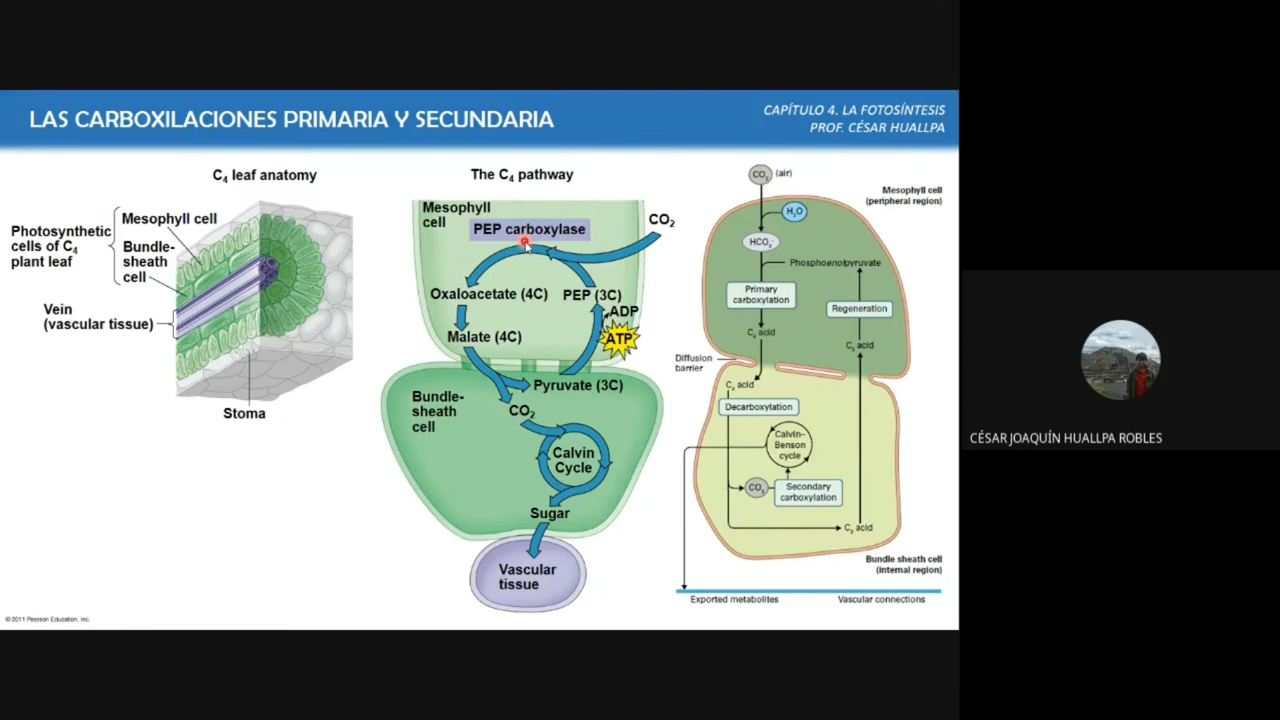 LAS CARBOXILACIONES PRIMARIA Y SECUNDARIA
CAPÍTULO 4. LA FOTOSÍNTESIS
PROF. CÉSAR HUALLPA
C₄ leaf anatomy
Photosynthetic
cells of C₄
plant leaf
Mesophyll cell
Bundle-
sheath
cell
Vein
(vascular tissue)
Stoma
The C₄ pathway
Mesophyll
cell
PEP carboxylase
CO₂
Oxaloacetate (4C)
PEP (3C)
ADP
Malate (4C)
ATP
Pyruvate (3C)
Bundle-
sheath
cell
CO₂
Calvin
Cycle
Sugar
Vascular
tissue
CO₂ (air)
Mesophyll cell
(peripheral region)
H₂O
HCO₃⁻
Phosphoenolpyruvate
Primary
carboxylation
Regeneration
C₄ acid
C₃ acid
Diffusion
barrier
C₄ acid
Decarboxylation
Calvin–
Benson
cycle
CO₂
Secondary
carboxylation
C₃ acid
Bundle sheath cell
(internal region)
Exported metabolites
Vascular connections
© 2011 Pearson Education, Inc.
CÉSAR JOAQUÍN HUALLPA ROBLES